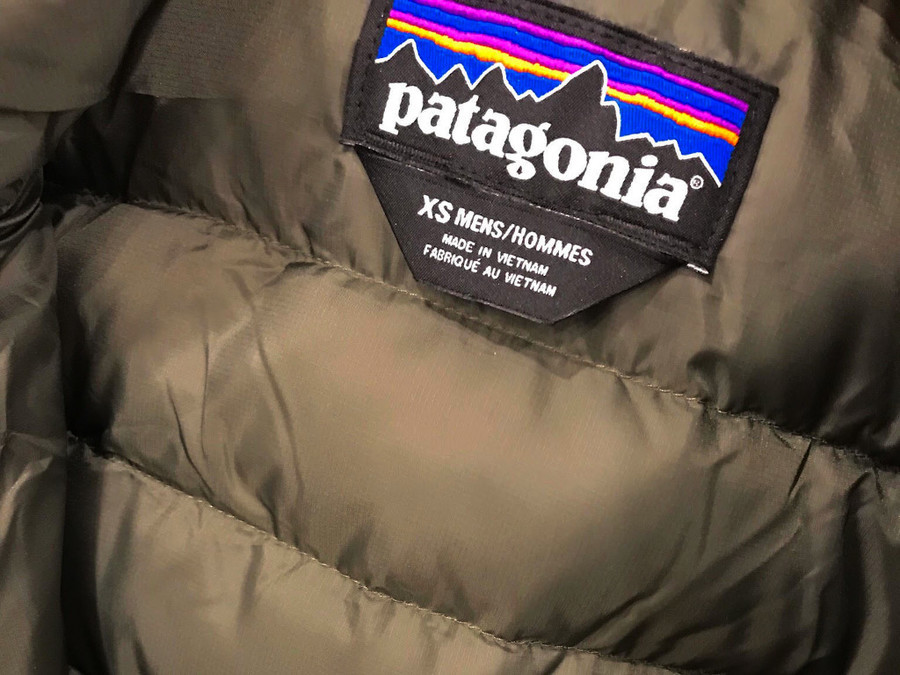 patagonia®
XS MENS/HOMMES
MADE IN VIETNAM
FABRIQUÉ AU VIETNAM